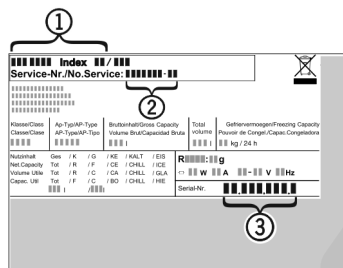 1
Index /
Service-Nr./No.Service: -
2
Klasse/Class Ap-Typ/AP-Type Bruttoinhalt/Gross Capacity Total Gefriervermoegen/Freezing Capacity
Classe/Clase AP-Type/AP-Tipo Volume Brut/Capacidad Bruta volume Pouvoir de Congel./Capac.Congeladora
l l kg / 24 h
Nutzinhalt Ges / K / G / KE / KALT / EIS
Net Capacity Tot / R / F / CE / CHILL / ICE
Volume Utile Tot / R / C / CA / CHILL / GLA
Capac. Util Tot / F / C / BO / CHILL / HIE
l / l
R : g
W A - V Hz
Serial-Nr. . . .
3